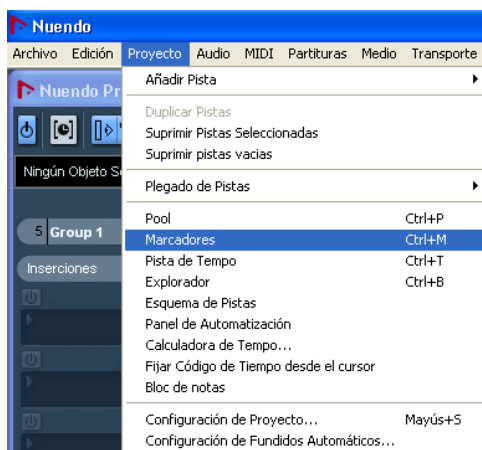 Nuendo
Archivo Edición Proyecto Audio MIDI Partituras Medio Transporte
Nuendo Pr
Ningún Objeto S
5 Group 1
Inserciones
Añadir Pista
Duplicar Pistas
Suprimir Pistas Seleccionadas
Suprimir pistas vacias
Plegado de Pistas
Pool Ctrl+P
Marcadores Ctrl+M
Pista de Tempo Ctrl+T
Explorador Ctrl+B
Esquema de Pistas
Panel de Automatización
Calculadora de Tempo...
Fijar Código de Tiempo desde el cursor
Bloc de notas
Configuración de Proyecto... Mayús+S
Configuración de Fundidos Automáticos...